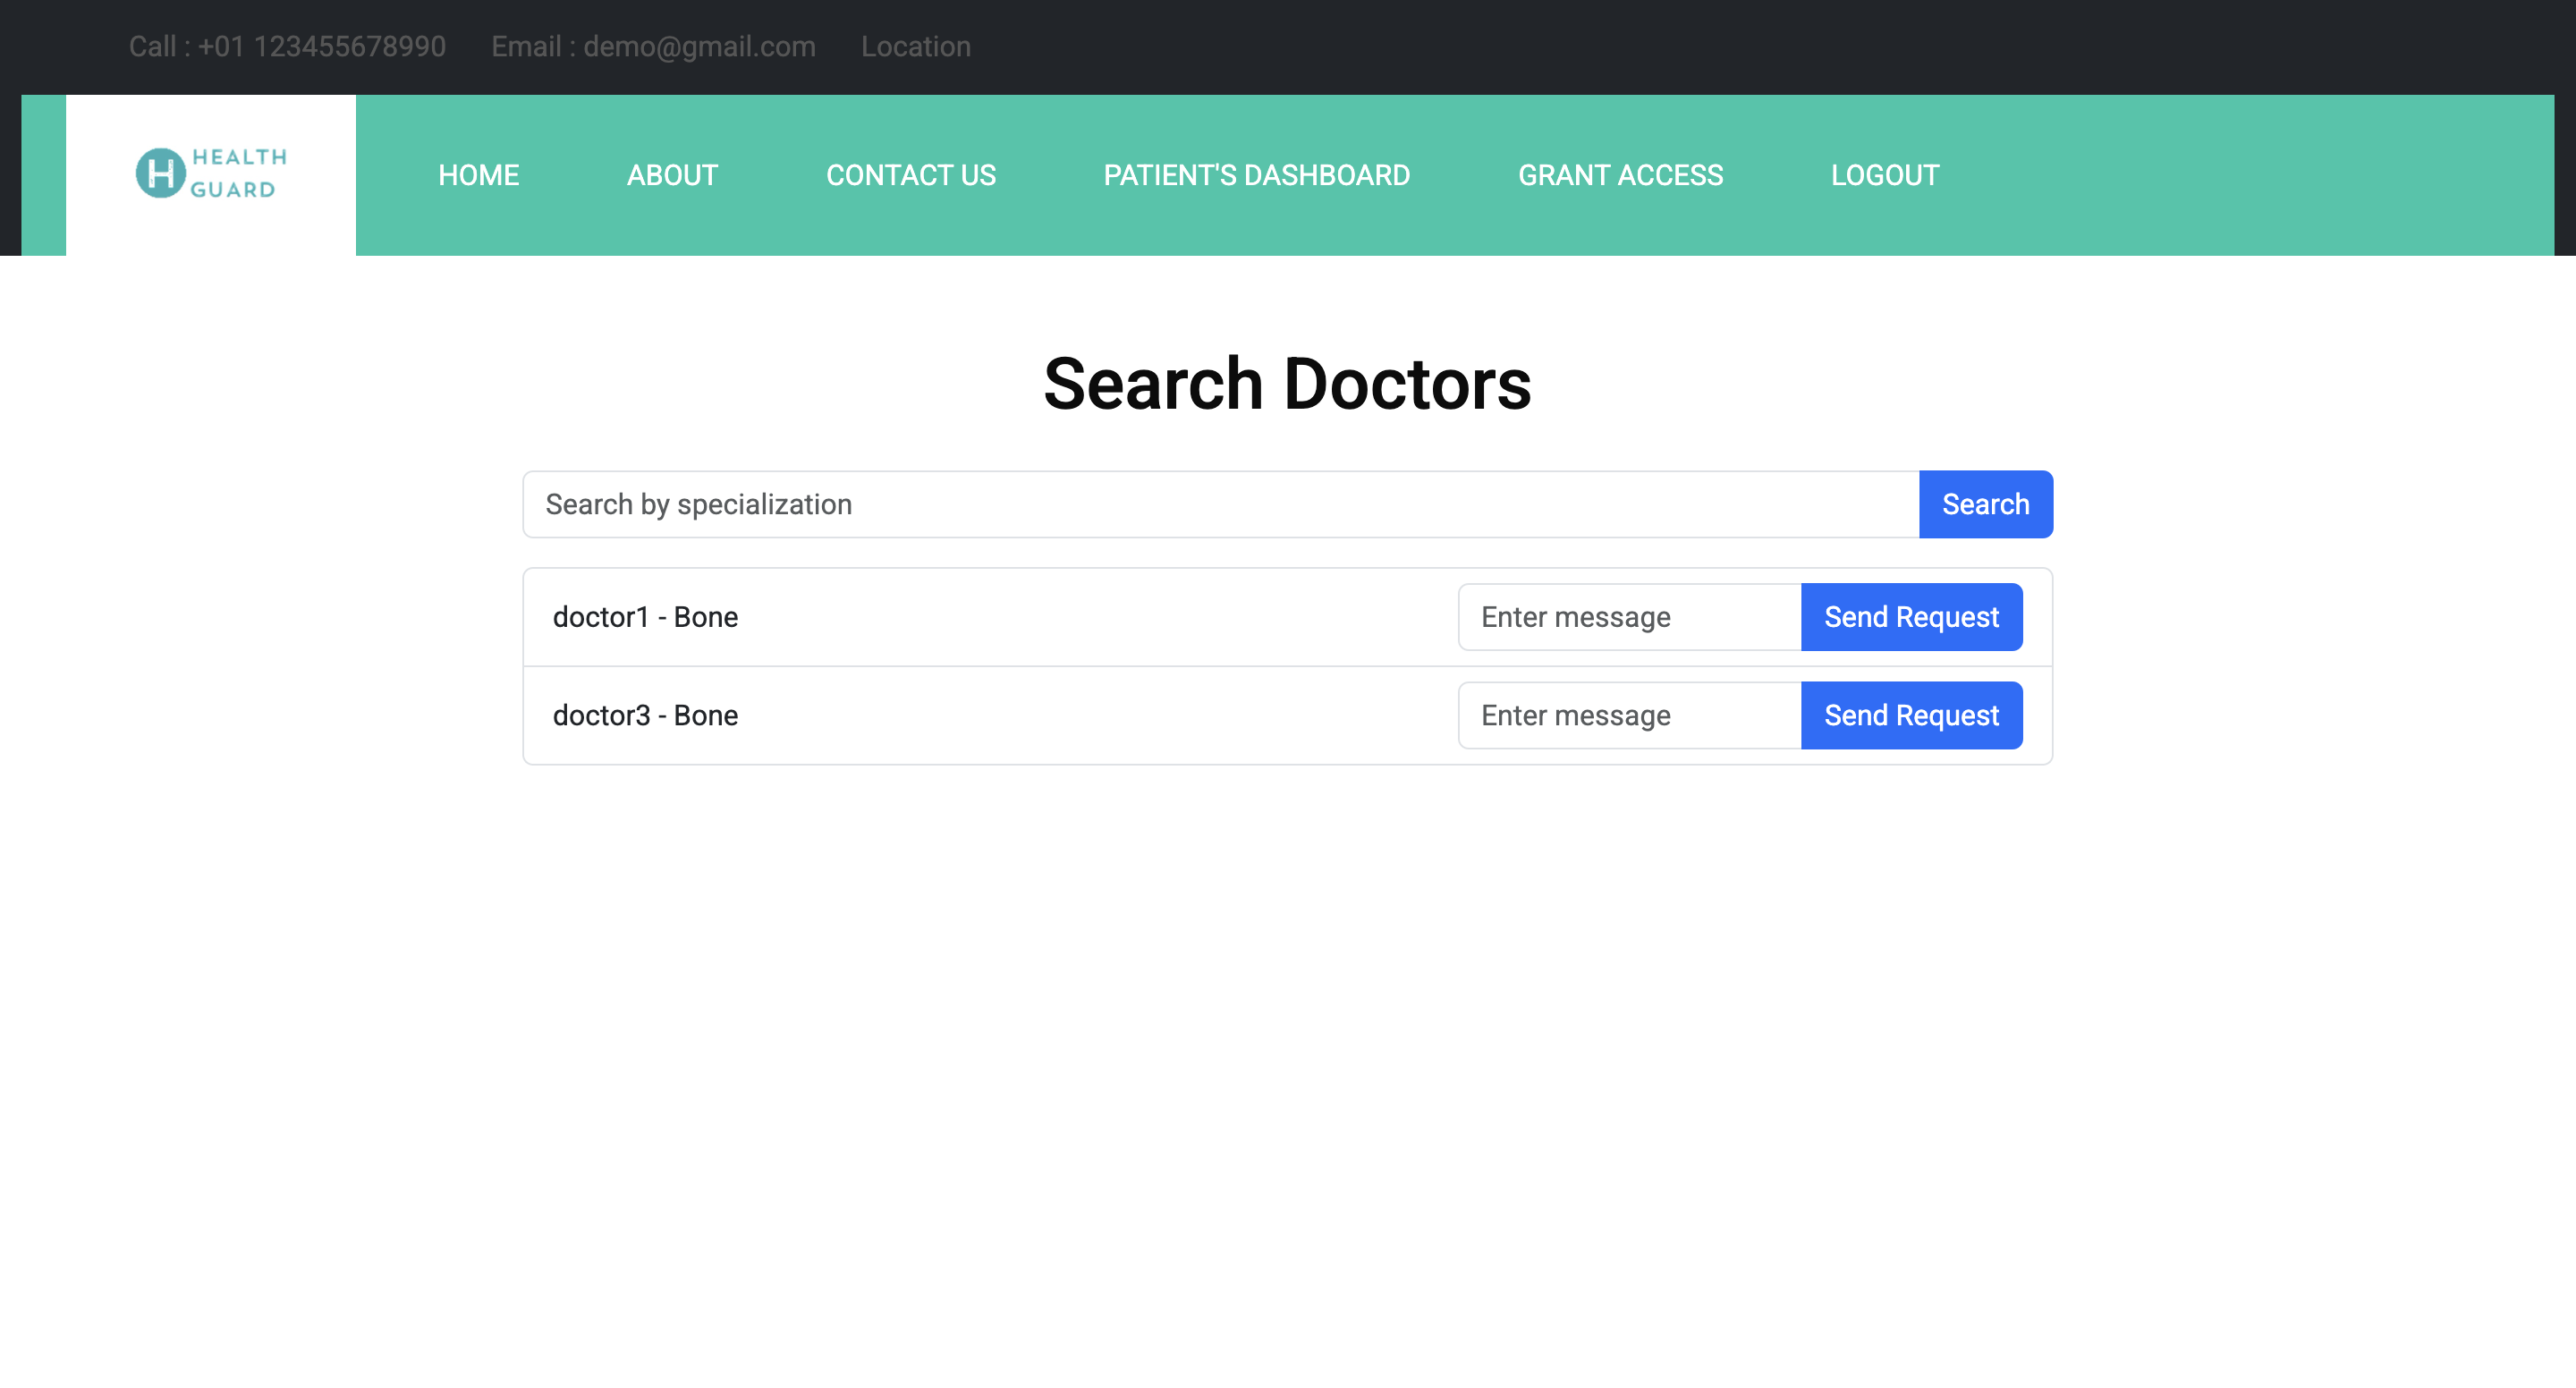 Call : +01 123455678990 Email : demo@gmail.com Location
H HEALTH GUARD
HOME ABOUT CONTACT US PATIENT'S DASHBOARD GRANT ACCESS LOGOUT
Search Doctors
Search by specialization Search
doctor1 - Bone Enter message Send Request
doctor3 - Bone Enter message Send Request